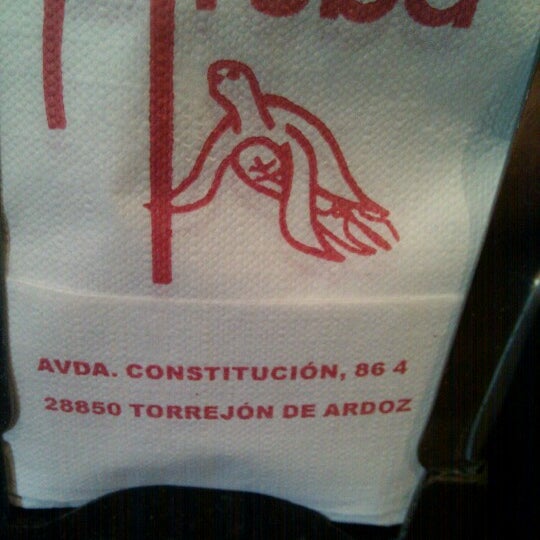 AVDA. CONSTITUCIÓN, 86 4
28850 TORREJÓN DE ARDOZ